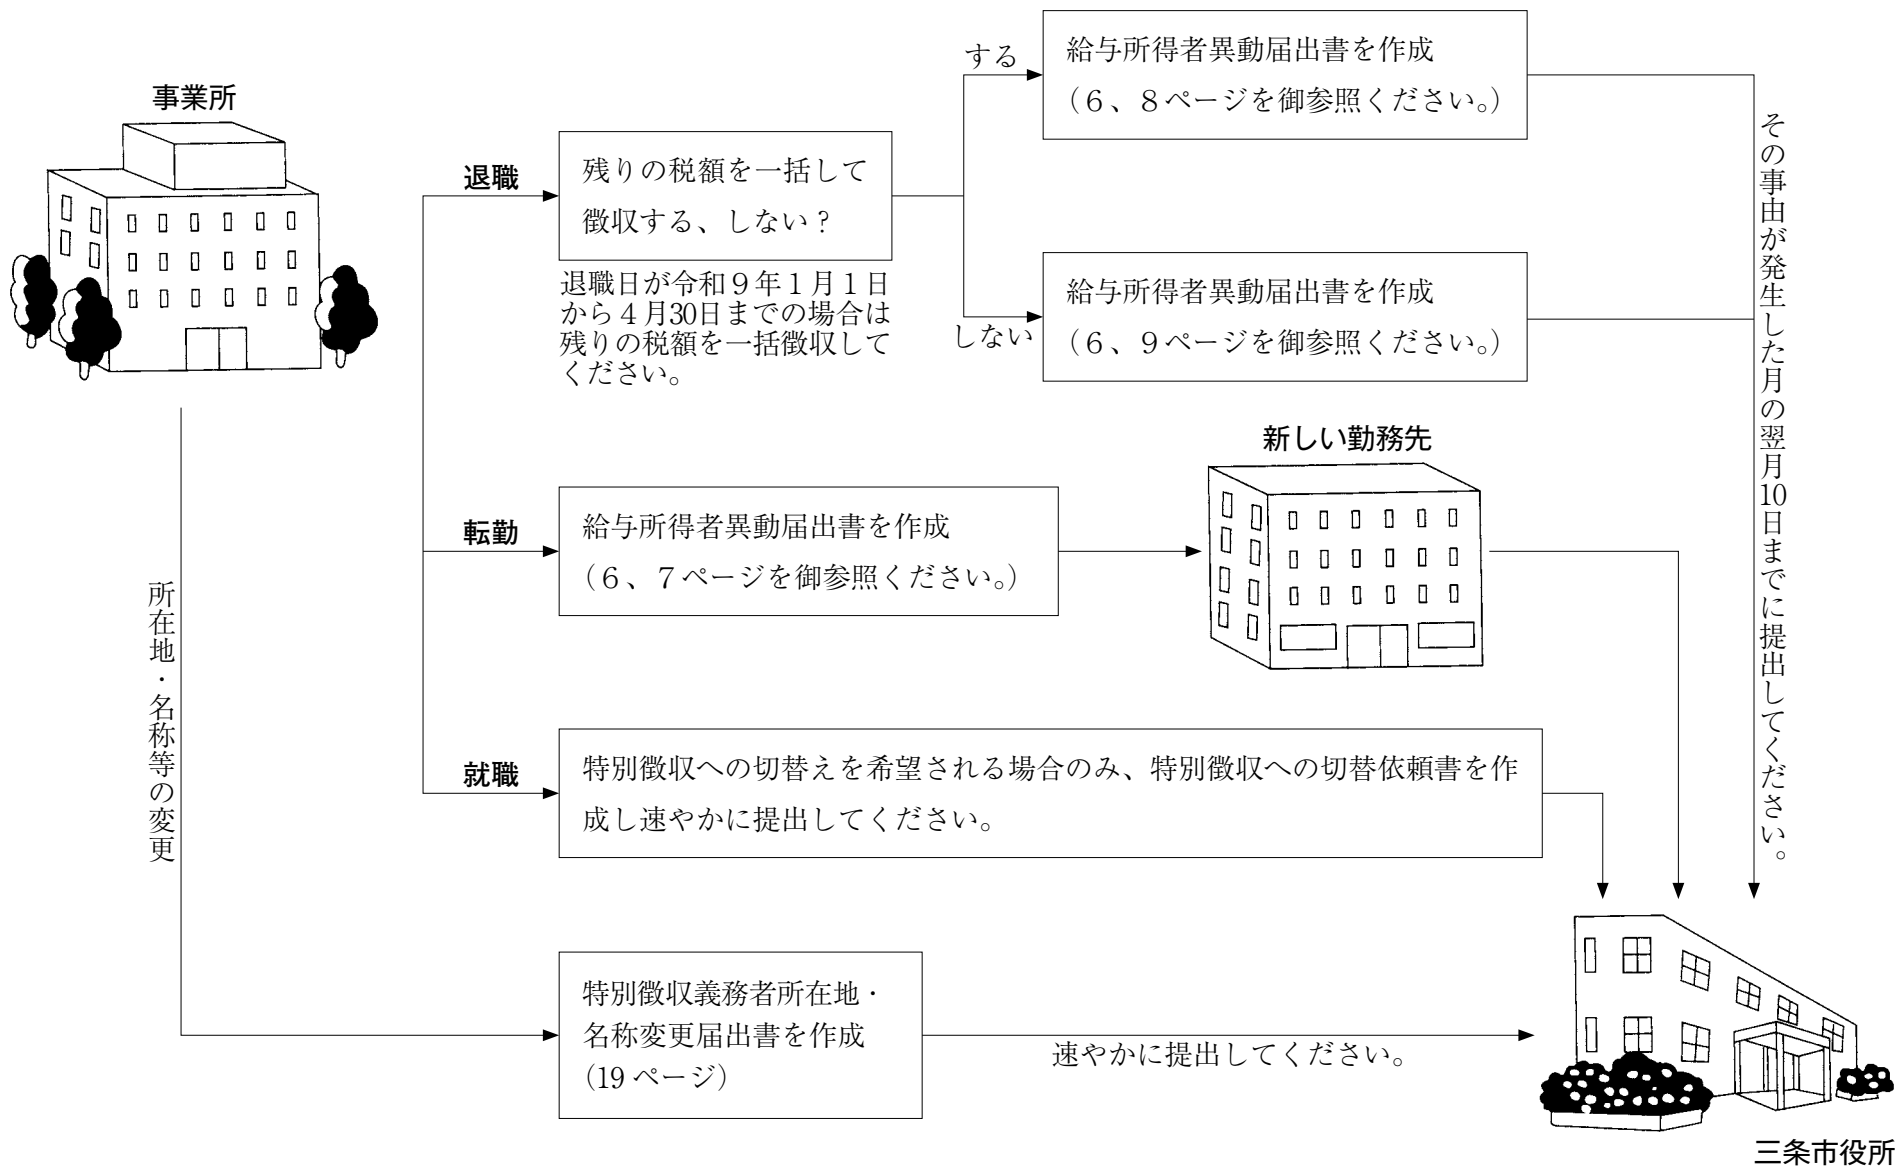 事業所
退職
残りの税額を一括して
徴収する、しない？
退職日が令和９年１月１日
から４月30日までの場合は
残りの税額を一括徴収して
ください。
する
給与所得者異動届出書を作成
（６、８ページを御参照ください。）
しない
給与所得者異動届出書を作成
（６、９ページを御参照ください。）
その事由が発生した月の翌月10日までに提出してください。
転勤
給与所得者異動届出書を作成
（６、７ページを御参照ください。）
新しい勤務先
就職
特別徴収への切替えを希望される場合のみ、特別徴収への切替依頼書を作
成し速やかに提出してください。
所在地・名称等の変更
特別徴収義務者所在地・
名称変更届出書を作成
（19 ページ）
速やかに提出してください。
三条市役所